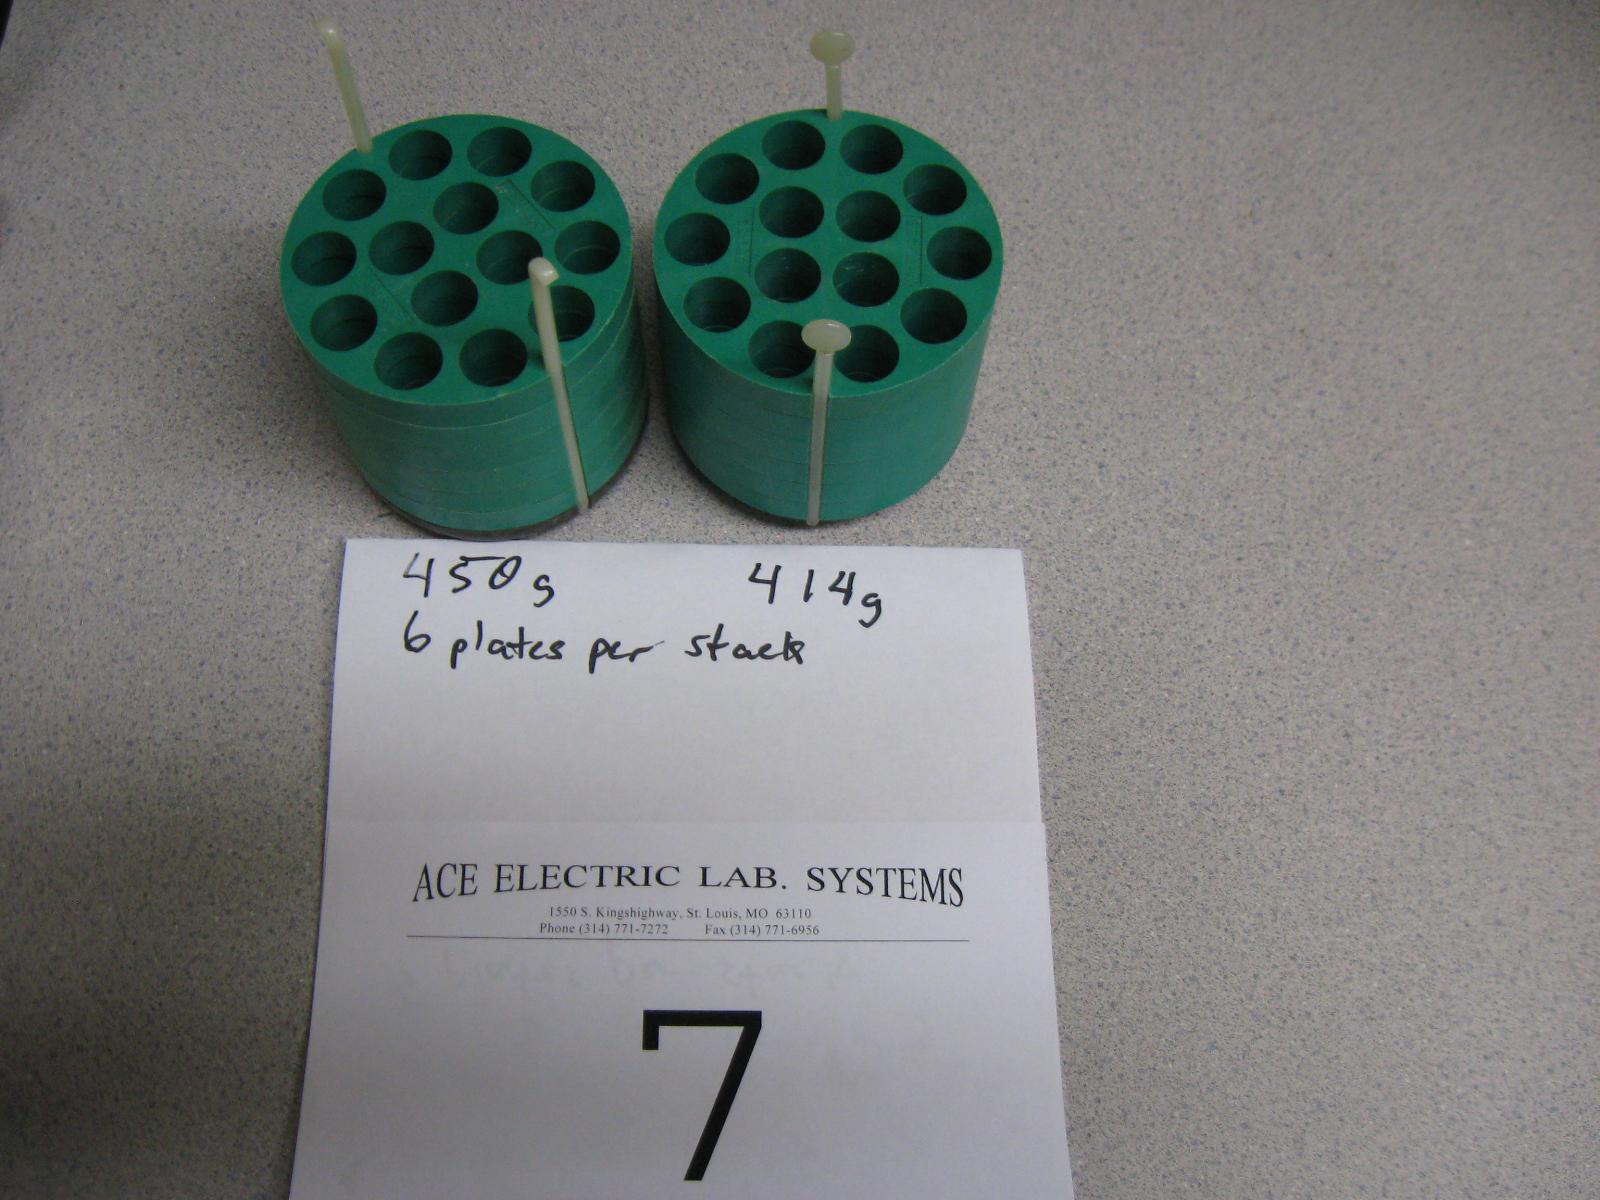 450g 414g
6 plates per stack
ACE ELECTRIC LAB. SYSTEMS
1550 S. Kingshighway, St. Louis, MO 63110
Phone (314) 771-7272 Fax (314) 771-6956
7